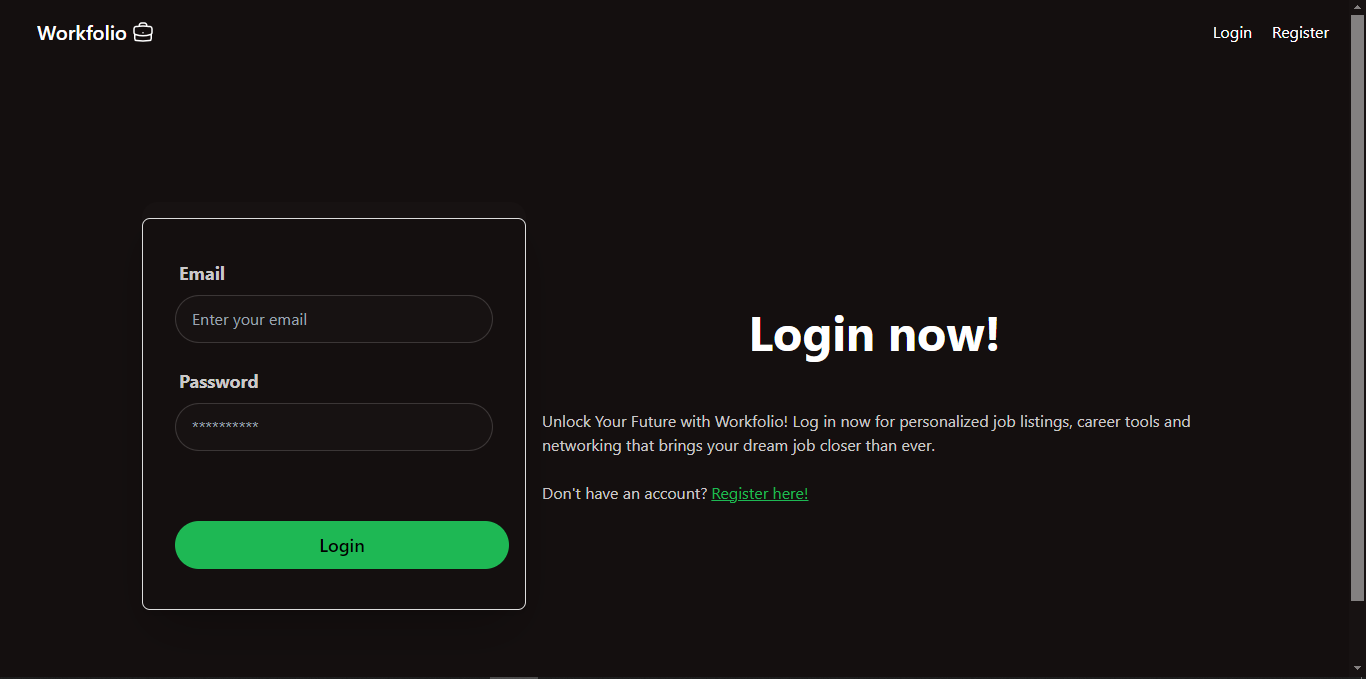 Workfolio
Login
Register
Email
Enter your email
Password
**********
Login
Login now!
Unlock Your Future with Workfolio! Log in now for personalized job listings, career tools and
networking that brings your dream job closer than ever.
Don't have an account? Register here!